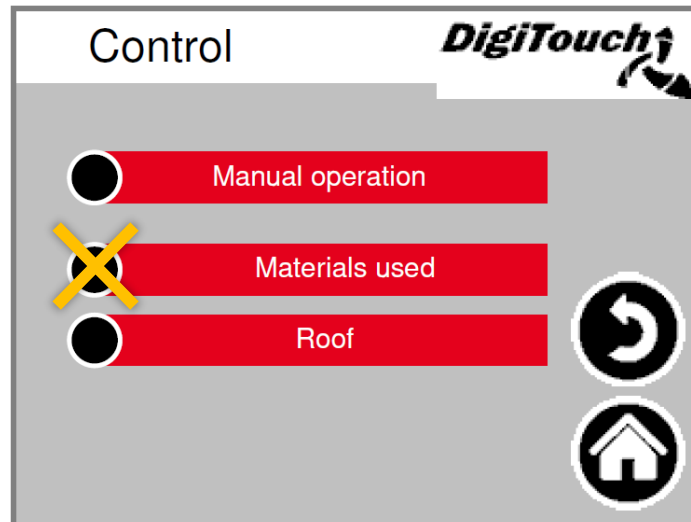 Control
DigiTouch
Manual operation
Materials used
Roof